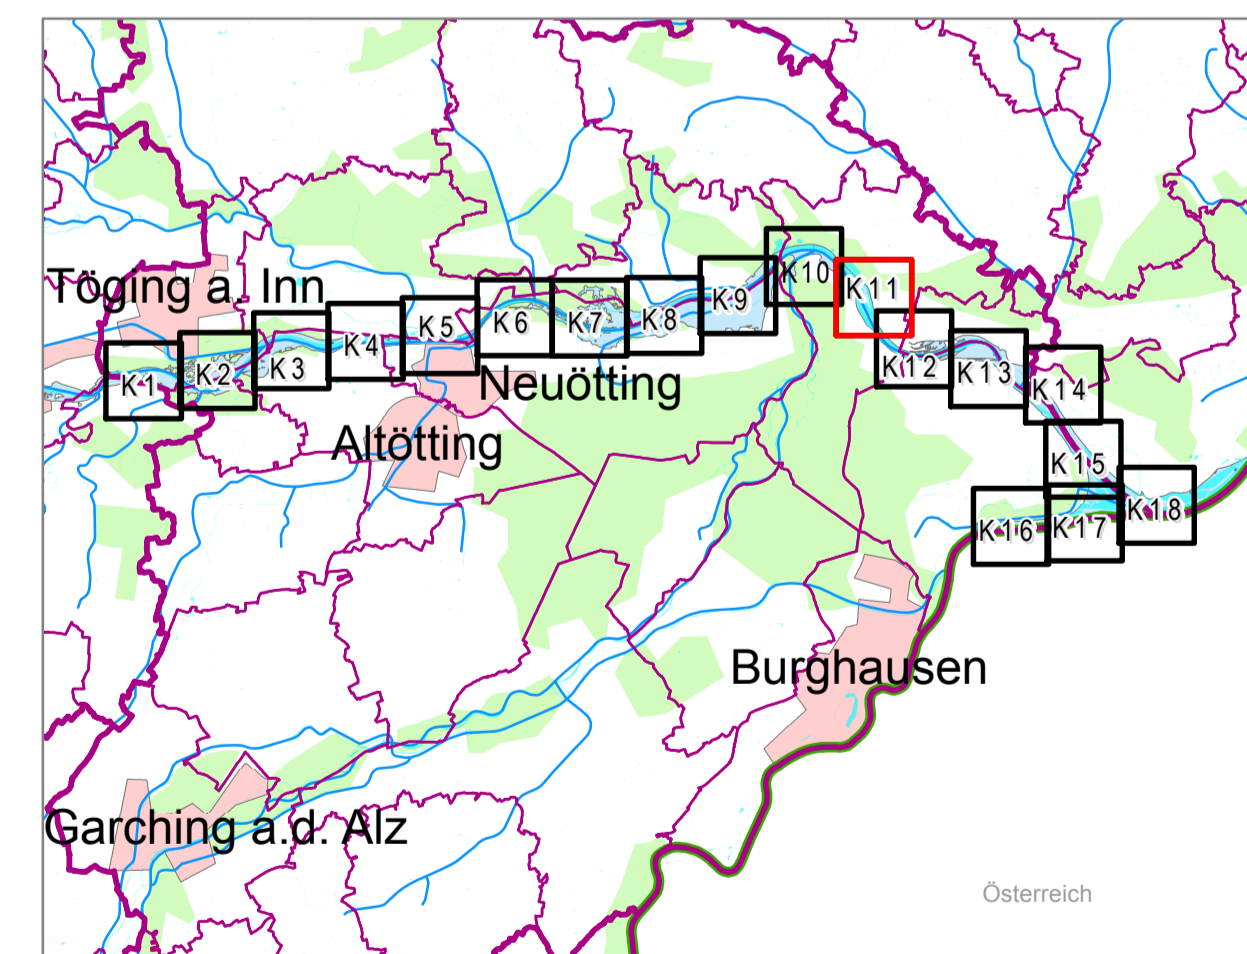 Töging a. Inn
K1
K2
K3
K4
K5
K6
K7
K8
K9
K10
K11
K12
K13
K14
K15
K16
K17
K18
Neuötting
Altötting
Burghausen
Garching a.d. Alz
Österreich